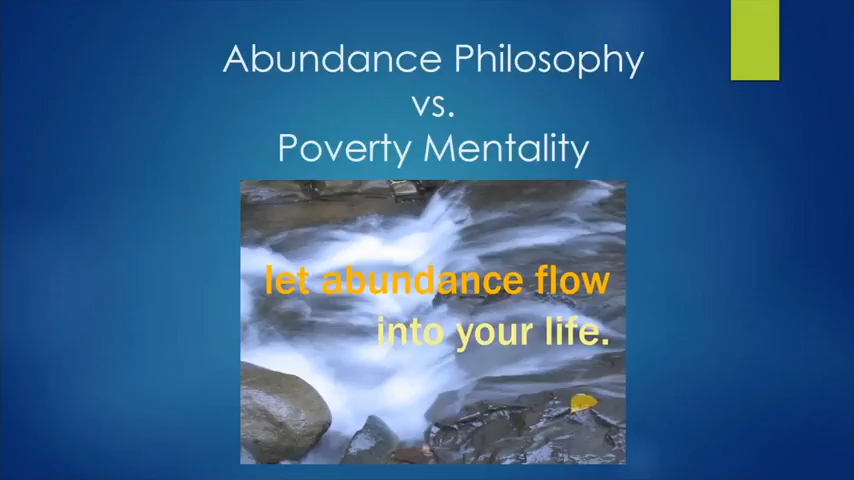 Abundance Philosophy
vs.
Poverty Mentality
let abundance flow
into your life.